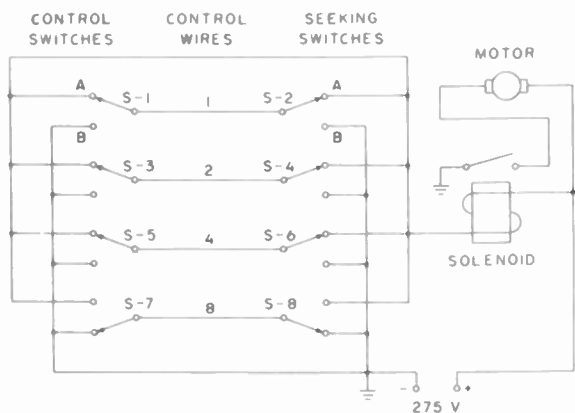 CONTROL SWITCHES
CONTROL WIRES
SEEKING SWITCHES
MOTOR
A
S-1
1
S-2
A
B
B
S-3
2
S-4
S-5
4
S-6
SOLENOID
S-7
8
S-8
- +
275 V